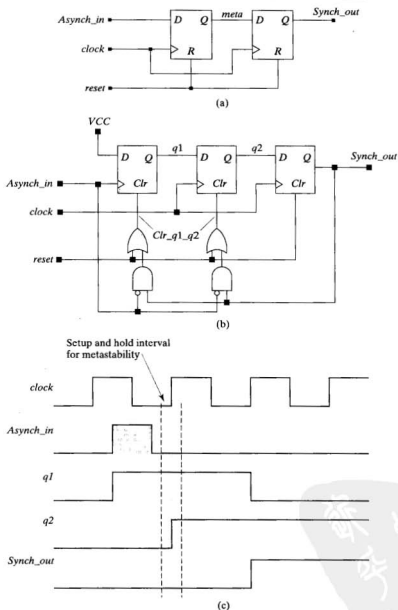 Asynch_in
D Q
meta
D Q
Synch_out
clock
R
R
reset
(a)
VCC
D Q
q1
D Q
q2
D Q
Synch_out
Asynch_in
Clr
Clr
Clr
clock
Clr_q1_q2
reset
(b)
Setup and hold interval
for metastability
clock
Asynch_in
q1
q2
Synch_out
(c)